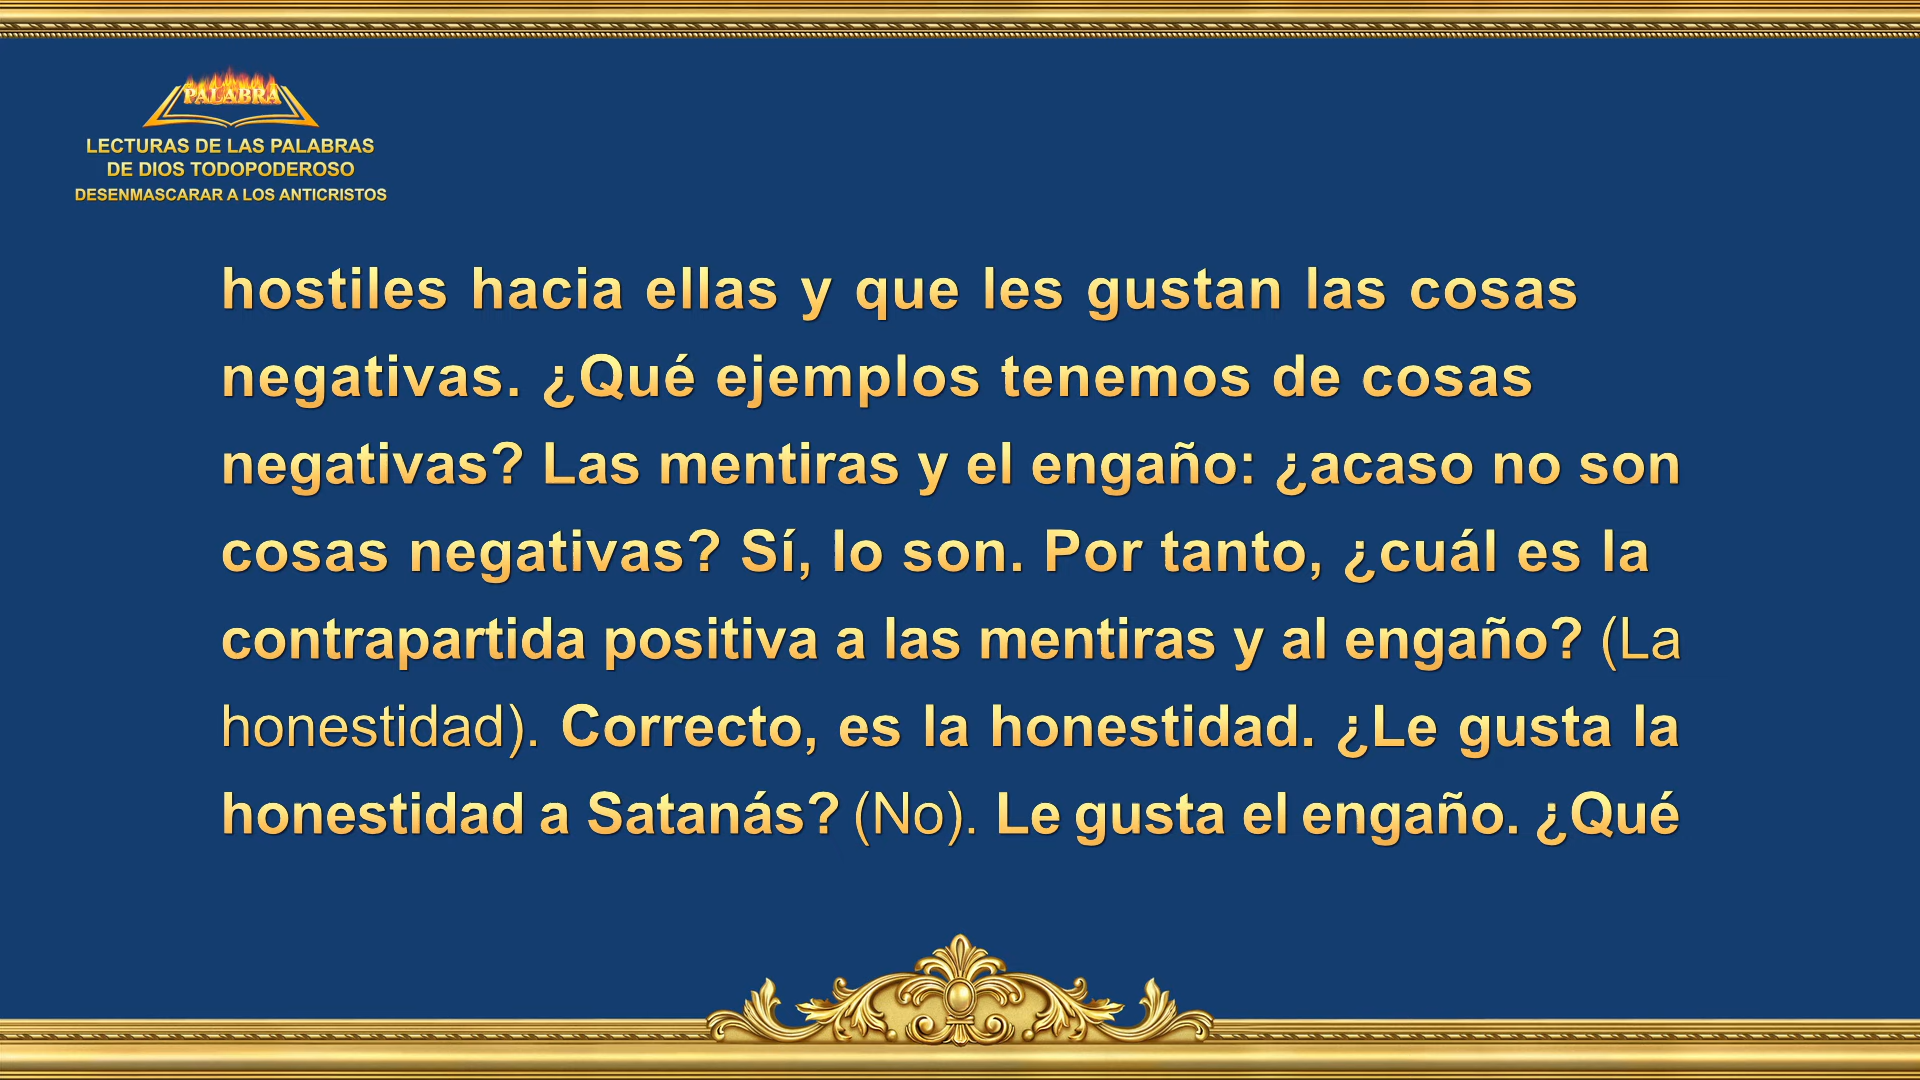 PALABRA
LECTURAS DE LAS PALABRAS
DE DIOS TODOPODEROSO
DESENMASCARAR A LOS ANTICRISTOS
hostiles hacia ellas y que les gustan las cosas
negativas. ¿Qué ejemplos tenemos de cosas
negativas? Las mentiras y el engaño: ¿acaso no son
cosas negativas? Sí, lo son. Por tanto, ¿cuál es la
contrapartida positiva a las mentiras y al engaño? (La
honestidad). Correcto, es la honestidad. ¿Le gusta la
honestidad a Satanás? (No). Le gusta el engaño. ¿Qué